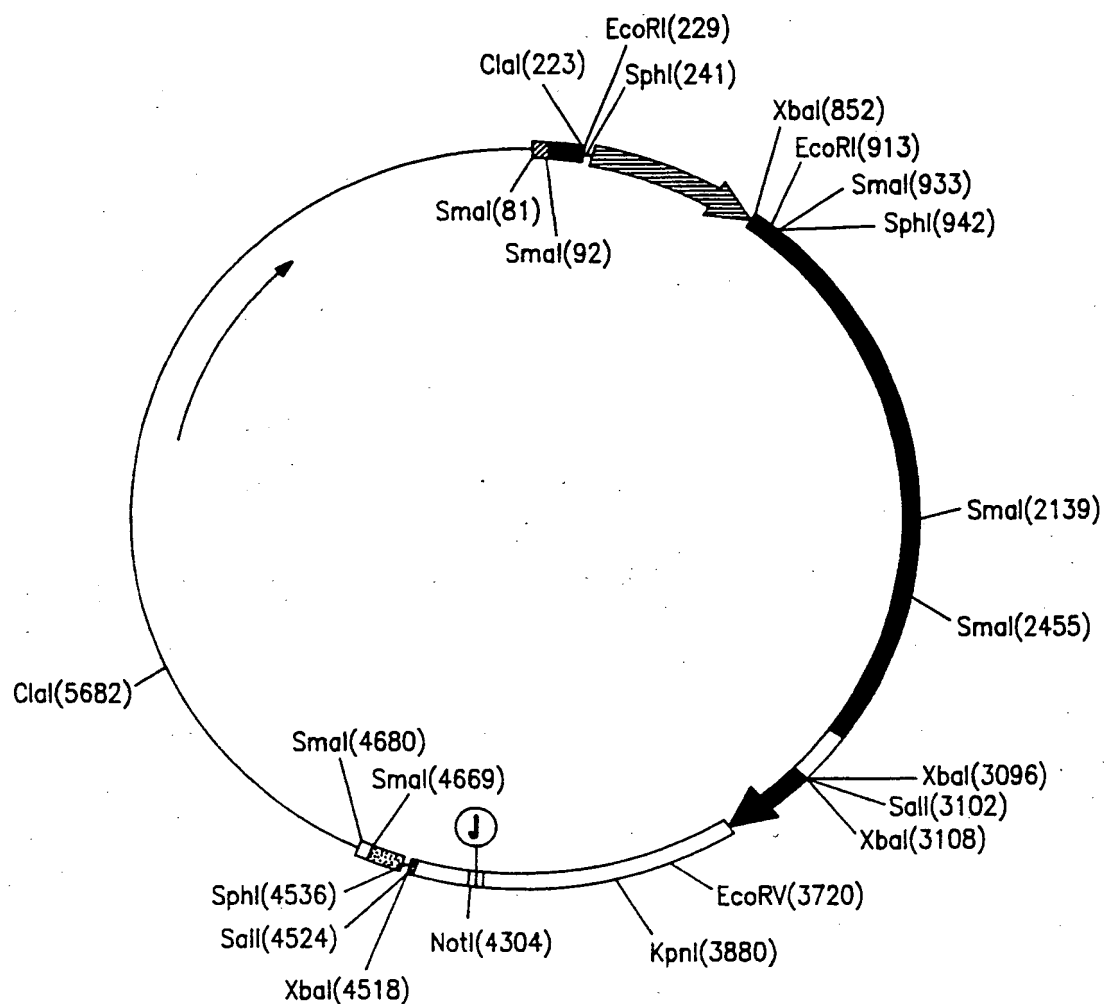 EcoRI(229)
ClaI(223)
SphI(241)
XbaI(852)
EcoRI(913)
SmaI(933)
SphI(942)
SmaI(81)
SmaI(92)
SmaI(2139)
SmaI(2455)
ClaI(5682)
SmaI(4680)
SmaI(4669)
XbaI(3096)
SalI(3102)
XbaI(3108)
J
SphI(4536)
SalI(4524)
XbaI(4518)
NotI(4304)
EcoRV(3720)
KpnI(3880)